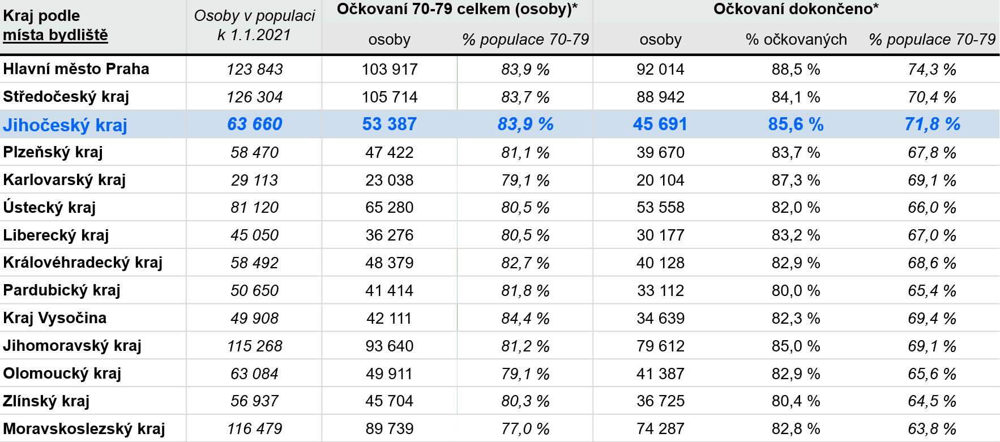 Kraj podle místa bydliště Osoby v populaci k 1.1.2021 Očkovaní 70-79 celkem (osoby)* Očkovaní dokončeno*
osoby % populace 70-79 osoby % očkovaných % populace 70-79
Hlavní město Praha 123 843 103 917 83,9 % 92 014 88,5 % 74,3 %
Středočeský kraj 126 304 105 714 83,7 % 88 942 84,1 % 70,4 %
Jihočeský kraj 63 660 53 387 83,9 % 45 691 85,6 % 71,8 %
Plzeňský kraj 58 470 47 422 81,1 % 39 670 83,7 % 67,8 %
Karlovarský kraj 29 113 23 038 79,1 % 20 104 87,3 % 69,1 %
Ústecký kraj 81 120 65 280 80,5 % 53 558 82,0 % 66,0 %
Liberecký kraj 45 050 36 276 80,5 % 30 177 83,2 % 67,0 %
Královéhradecký kraj 58 492 48 379 82,7 % 40 128 82,9 % 68,6 %
Pardubický kraj 50 650 41 414 81,8 % 33 112 80,0 % 65,4 %
Kraj Vysočina 49 908 42 111 84,4 % 34 639 82,3 % 69,4 %
Jihomoravský kraj 115 268 93 640 81,2 % 79 612 85,0 % 69,1 %
Olomoucký kraj 63 084 49 911 79,1 % 41 387 82,9 % 65,6 %
Zlínský kraj 56 937 45 704 80,3 % 36 725 80,4 % 64,5 %
Moravskoslezský kraj 116 479 89 739 77,0 % 74 287 82,8 % 63,8 %